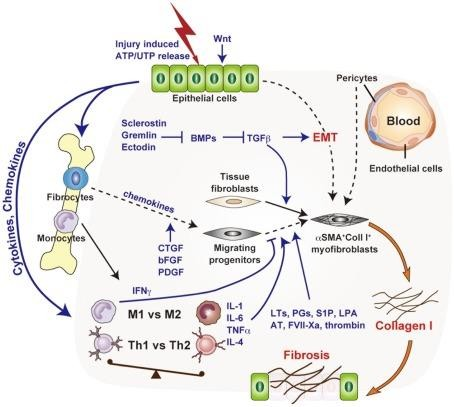 Injury induced
ATP/UTP release
Wnt
Epithelial cells
Pericytes
Blood
Endothelial cells
Sclerostin
Gremlin
Ectodin
BMPs
TGFβ
EMT
Cytokines, Chemokines
Fibrocytes
Monocytes
chemokines
Tissue
fibroblasts
CTGF
bFGF
PDGF
Migrating
progenitors
αSMA⁺Coll I⁺
myofibroblasts
IFNγ
M1 vs M2
Th1 vs Th2
IL-1
IL-6
TNFα
IL-4
LTs, PGs, S1P, LPA
AT, FVII-Xa, thrombin
Collagen I
Fibrosis